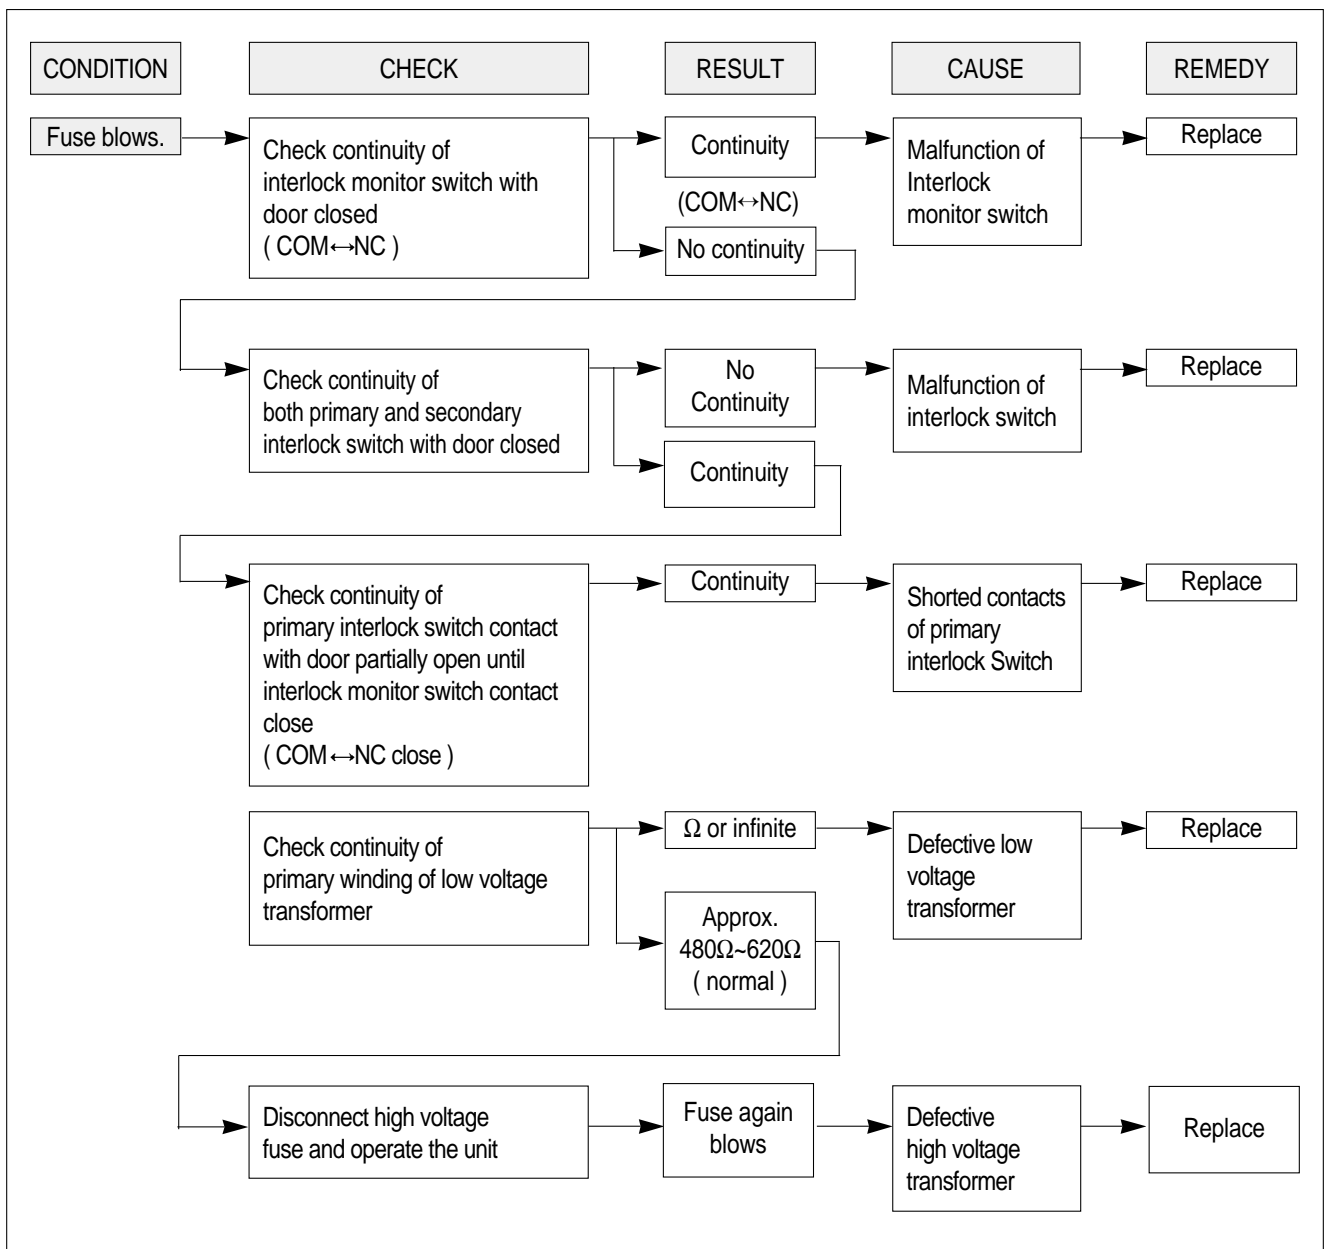 CONDITION
CHECK
RESULT
CAUSE
REMEDY
Fuse blows.
Check continuity of
interlock monitor switch with
door closed
( COM↔NC )
Continuity
(COM↔NC)
No continuity
Malfunction of
Interlock
monitor switch
Replace
Check continuity of
both primary and secondary
interlock switch with door closed
No
Continuity
Continuity
Malfunction of
interlock switch
Replace
Check continuity of
primary interlock switch contact
with door partially open until
interlock monitor switch contact
close
( COM↔NC close )
Continuity
Shorted contacts
of primary
interlock Switch
Replace
Check continuity of
primary winding of low voltage
transformer
Ω or infinite
Approx.
480Ω~620Ω
( normal )
Defective low
voltage
transformer
Replace
Disconnect high voltage
fuse and operate the unit
Fuse again
blows
Defective
high voltage
transformer
Replace